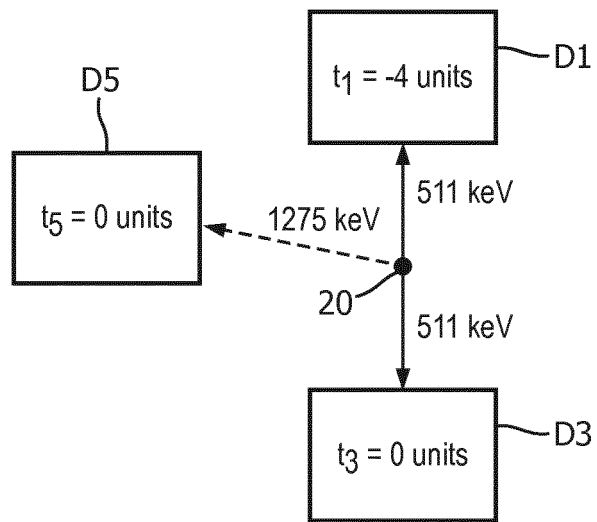 t1 = -4 units
D1
D5
t5 = 0 units
1275 keV
511 keV
20
511 keV
t3 = 0 units
D3